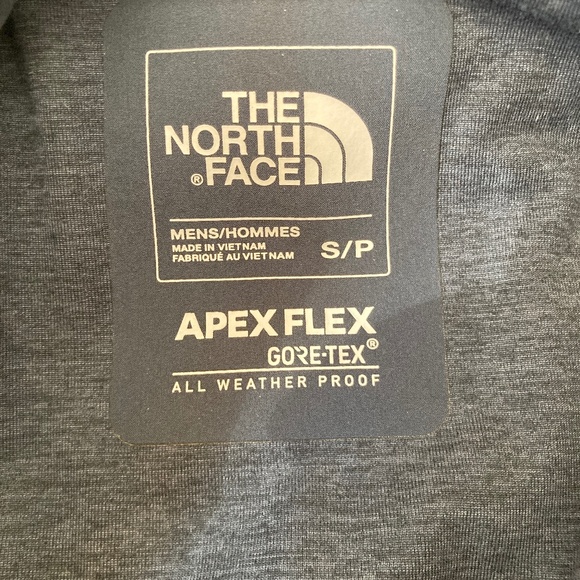 THE
NORTH
® FACE
MENS/HOMMES
MADE IN VIETNAM
FABRIQUÉ AU VIETNAM
S/P
APEX FLEX
GORE-TEX®
ALL WEATHER PROOF